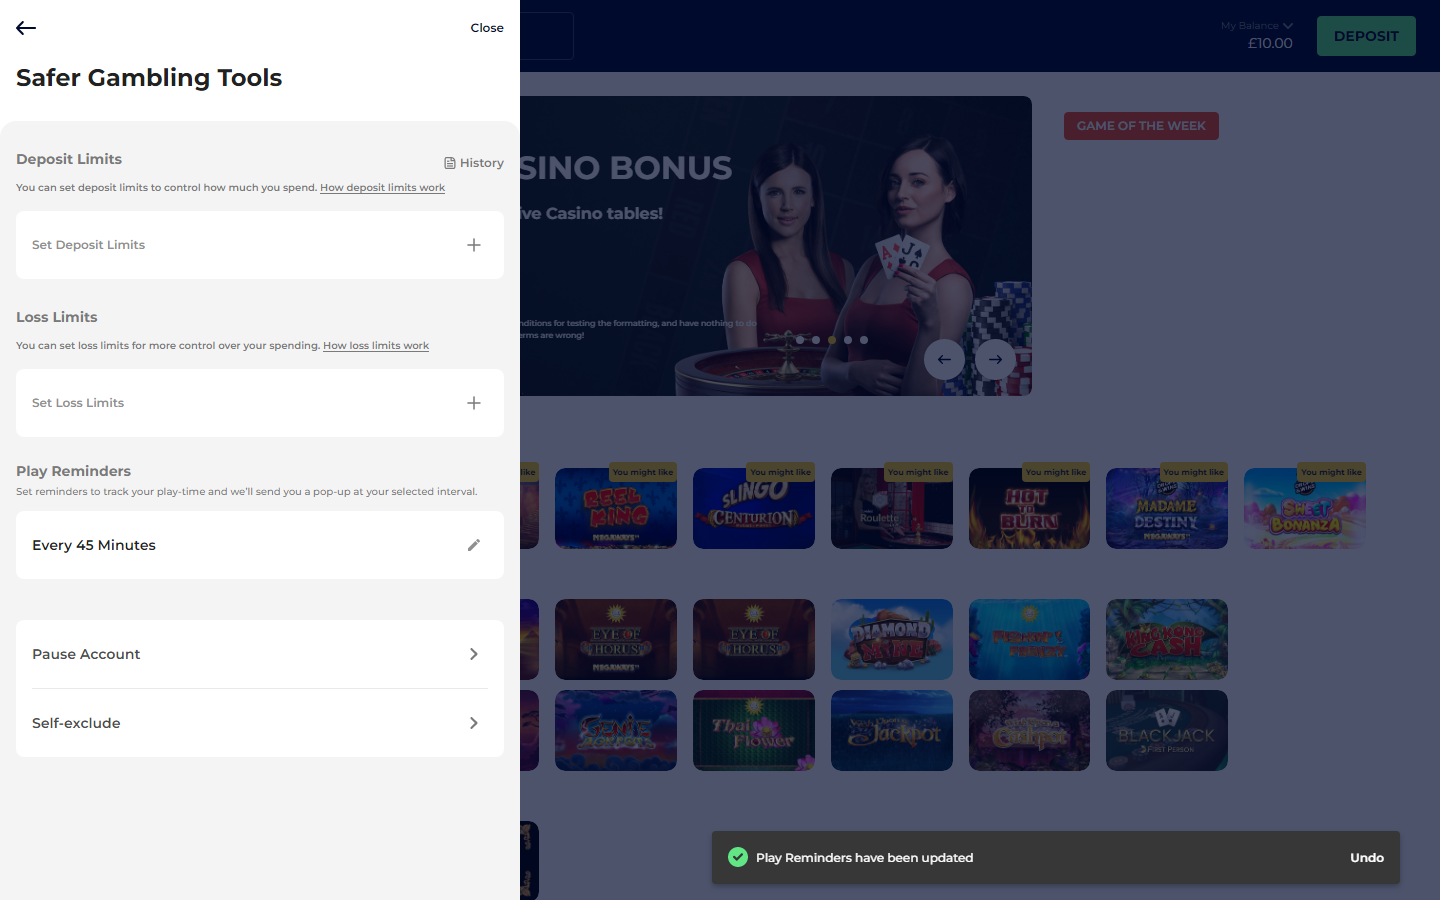 Close
Safer Gambling Tools
Deposit Limits
History
You can set deposit limits to control how much you spend. How deposit limits work
Set Deposit Limits
Loss Limits
You can set loss limits for more control over your spending. How loss limits work
Set Loss Limits
Play Reminders
Set reminders to track your play-time and we'll send you a pop-up at your selected interval.
Every 45 Minutes
Pause Account
Self-exclude
My Balance
£10.00
DEPOSIT
SINO BONUS
ive Casino tables!
nditions for testing the formatting, and have nothing to do
erms are wrong!
GAME OF THE WEEK
like
You might like
You might like
You might like
You might like
You might like
You might like
REEL KING
MEGAWAYS
SLINGO
CENTURION
Roulette
HOT TO BURN
MADAME DESTINY
MEGAWAYS
SWEET BONANZA
EYE OF HORUS
MEGAWAYS
EYE OF HORUS
DIAMOND MINE
FISHIN' FRENZY
KING KONG CASH
GENIE JACKPOTS
Thai Flower
Jackpot
BLACKJACK
FIRST PERSON
Play Reminders have been updated
Undo